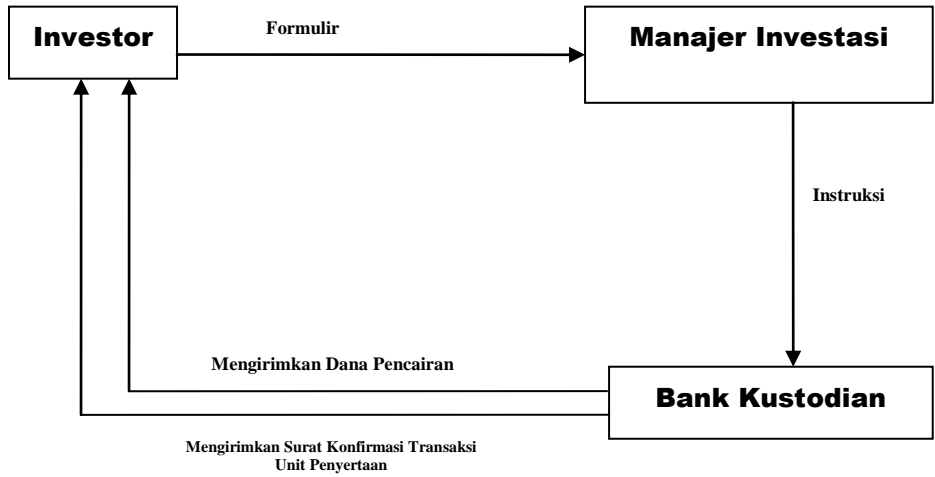 Investor
Formulir
Manajer Investasi
Instruksi
Mengirimkan Dana Pencairan
Bank Kustodian
Mengirimkan Surat Konfirmasi Transaksi
Unit Penyertaan